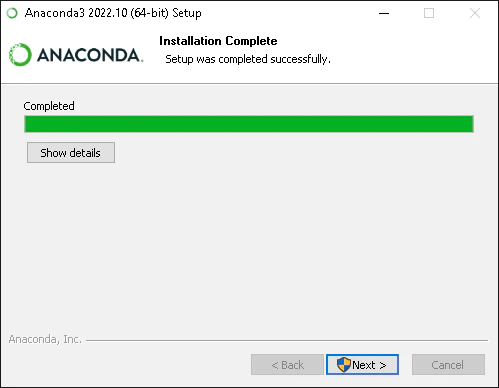 Anaconda3 2022.10 (64-bit) Setup
ANACONDA.
Installation Complete
Setup was completed successfully.
Completed
Show details
Anaconda, Inc.
< Back
Next >
Cancel